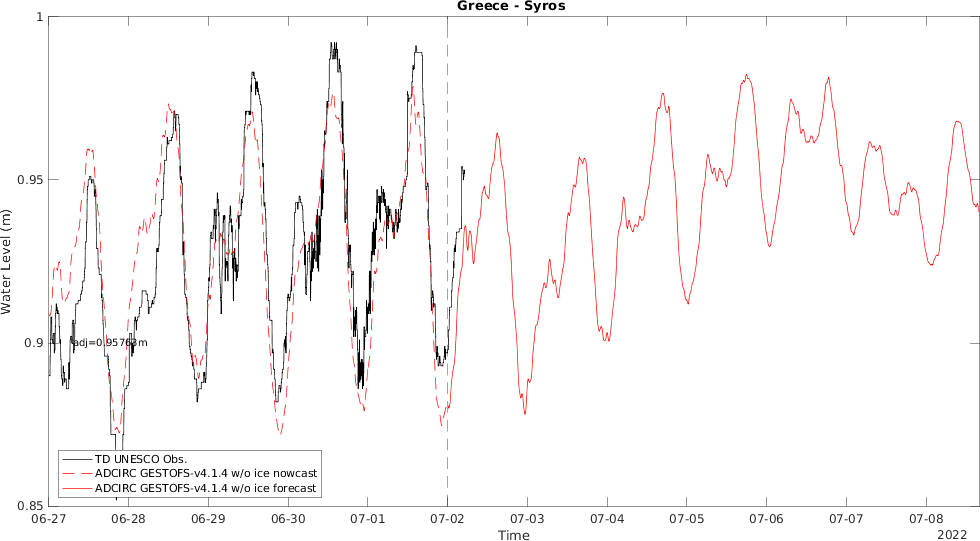 Greece - Syros
1
0.95
0.9
0.85
Water Level (m)
adj=0.95763m
TD UNESCO Obs.
ADCIRC GESTOFS-v4.1.4 w/o ice nowcast
ADCIRC GESTOFS-v4.1.4 w/o ice forecast
06-27 06-28 06-29 06-30 07-01 07-02 07-03 07-04 07-05 07-06 07-07 07-08
Time
2022